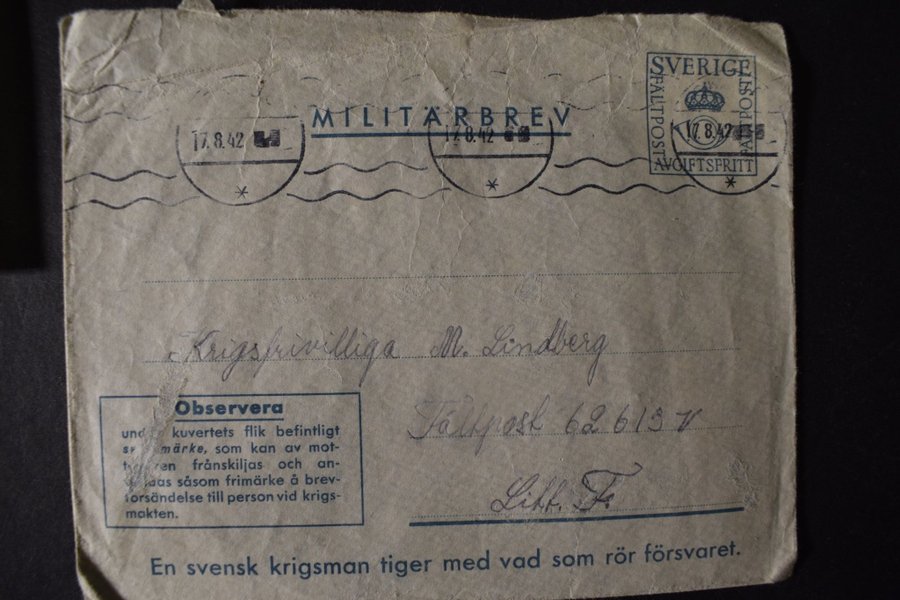 SVERIGE
FÄLTPOST
FÄLTPOST
AVGIFTSFRITT
MILITÄRBREV
17.8.42
17.8.42
17.8.42
Krigsfrivilliga M. Lindberg
Fältpost 62613 v
Litt. F.
Observera
kuvertets flik befintligt
märke, som kan av mot-
frånskiljas och an-
såsom frimärke å brev-
försändelse till person vid krigs-
makten.
En svensk krigsman tiger med vad som rör försvaret.